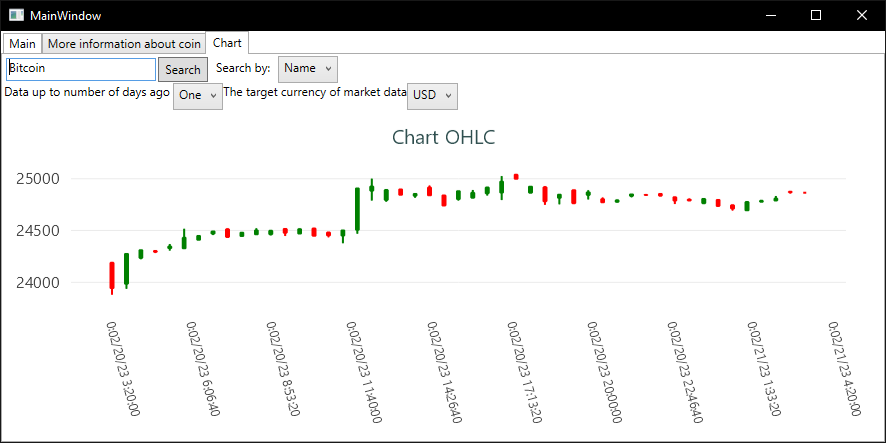 MainWindow
Main More information about coin Chart
Bitcoin Search Search by: Name
Data up to number of days ago One The target currency of market data USD
Chart OHLC
25000
24500
24000
0:02/20/23 3:20:00
0:02/20/23 6:06:40
0:02/20/23 8:53:20
0:02/20/23 11:40:00
0:02/20/23 14:26:40
0:02/20/23 17:13:20
0:02/20/23 20:00:00
0:02/20/23 22:46:40
0:02/21/23 1:33:20
0:02/21/23 4:20:00